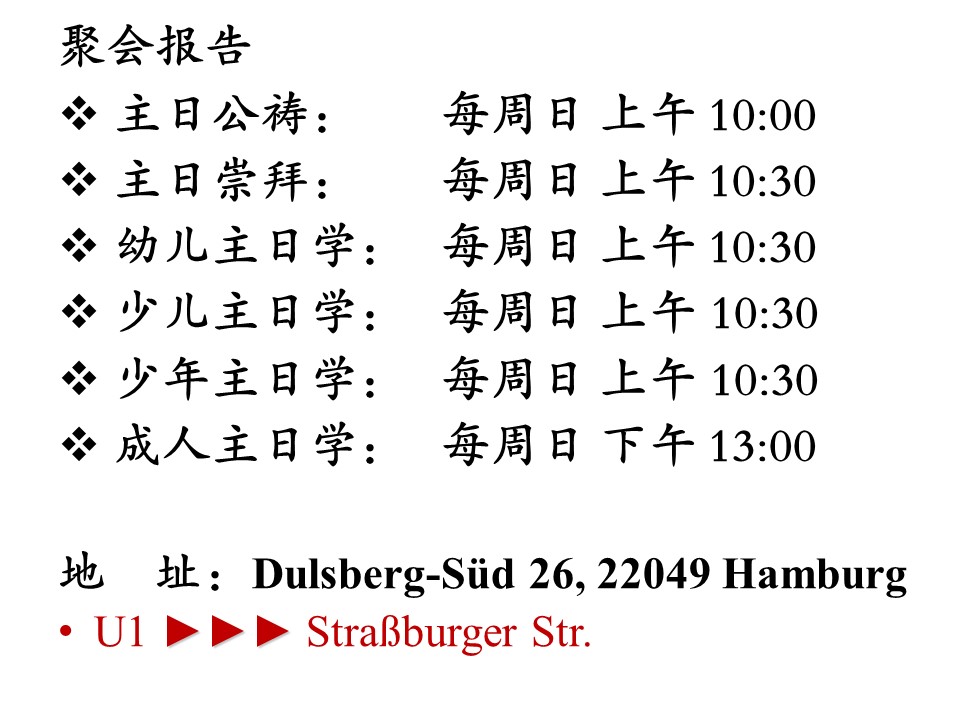 聚会报告
❖ 主日公祷： 每周日 上午 10:00
❖ 主日崇拜： 每周日 上午 10:30
❖ 幼儿主日学： 每周日 上午 10:30
❖ 少儿主日学： 每周日 上午 10:30
❖ 少年主日学： 每周日 上午 10:30
❖ 成人主日学： 每周日 下午 13:00
地 址：Dulsberg-Süd 26, 22049 Hamburg
• U1 ►►► Straßburger Str.